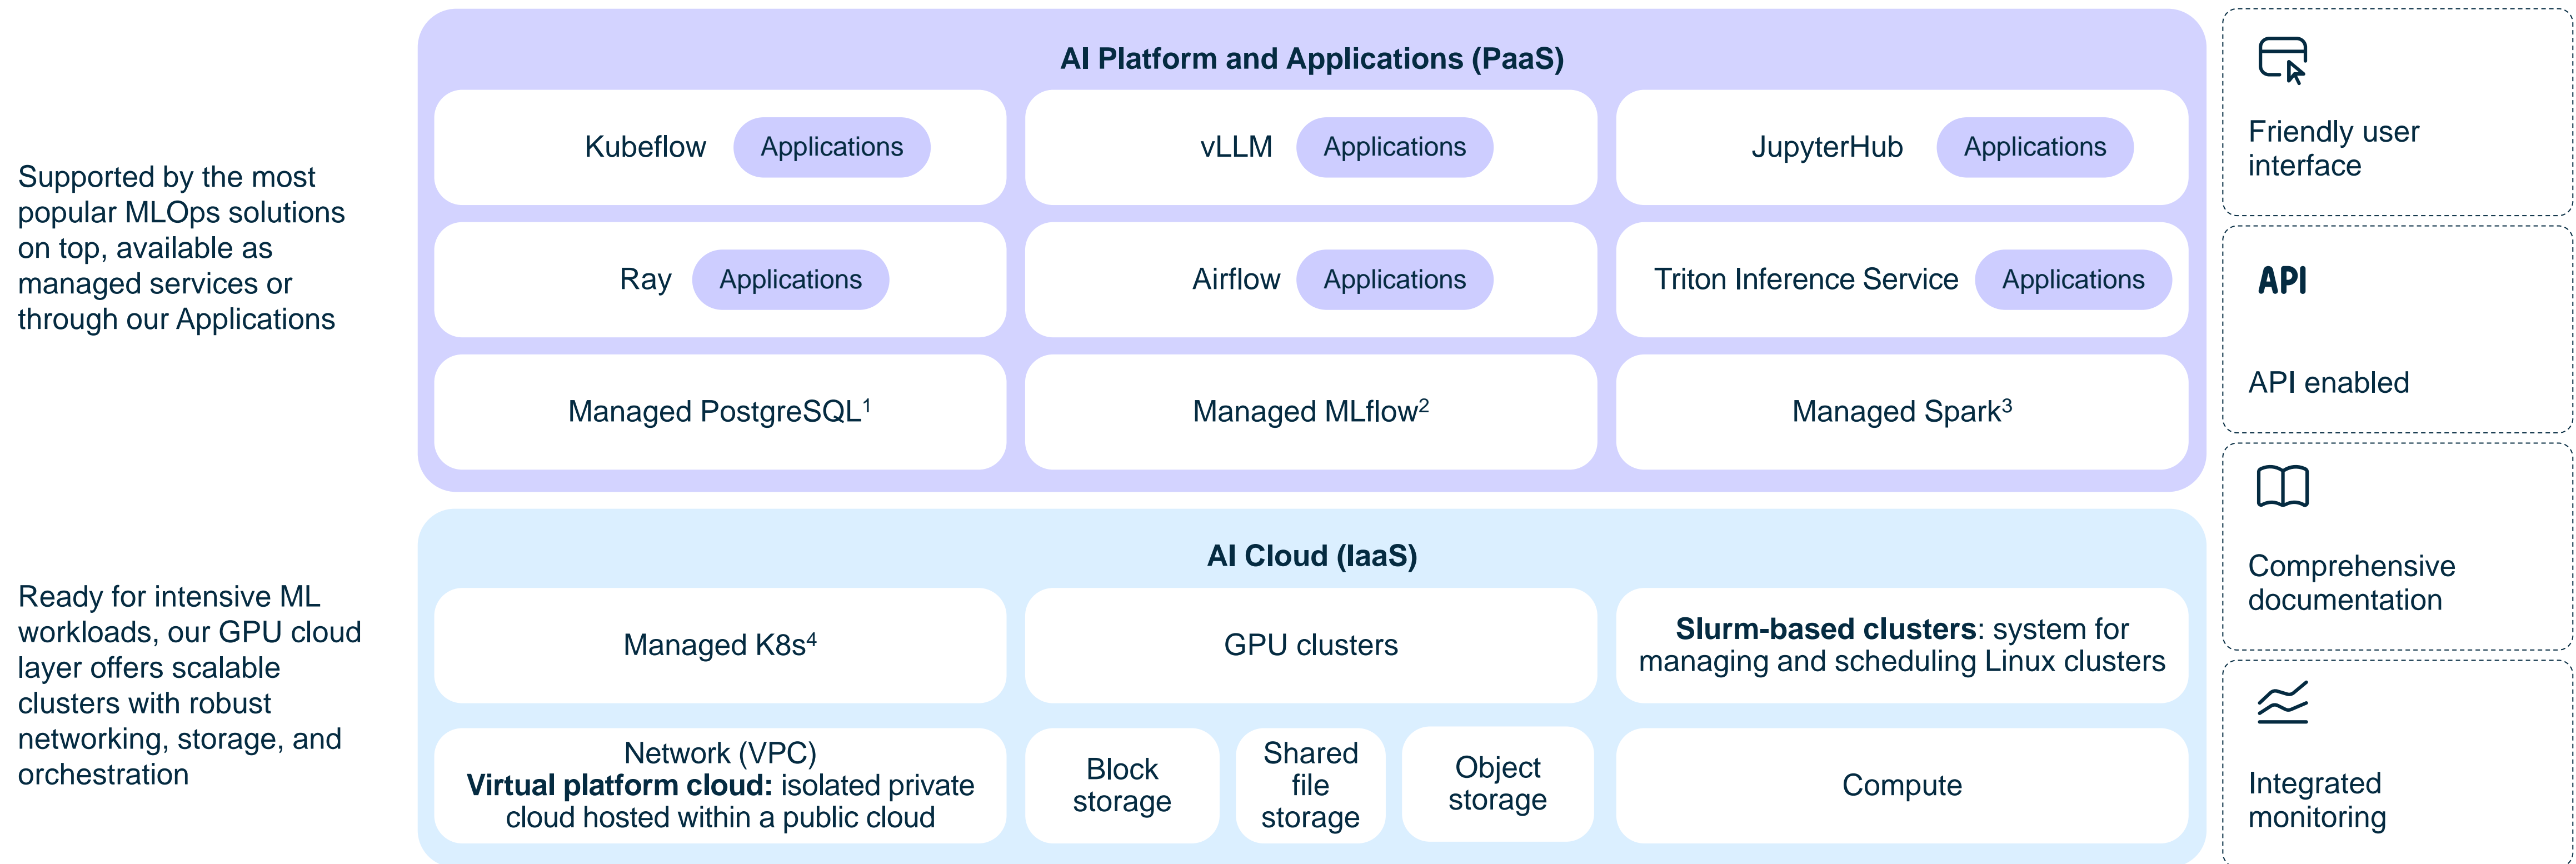 Supported by the most
popular MLOps solutions
on top, available as
managed services or
through our Applications
AI Platform and Applications (PaaS)
Kubeflow Applications
vLLM Applications
JupyterHub Applications
Ray Applications
Airflow Applications
Triton Inference Service Applications
Managed PostgreSQL¹
Managed MLflow²
Managed Spark³
Ready for intensive ML
workloads, our GPU cloud
layer offers scalable
clusters with robust
networking, storage, and
orchestration
AI Cloud (IaaS)
Managed K8s⁴
GPU clusters
Slurm-based clusters: system for
managing and scheduling Linux clusters
Network (VPC)
Virtual platform cloud: isolated private
cloud hosted within a public cloud
Block
storage
Shared
file
storage
Object
storage
Compute
Friendly user
interface
API
API enabled
Comprehensive
documentation
Integrated
monitoring